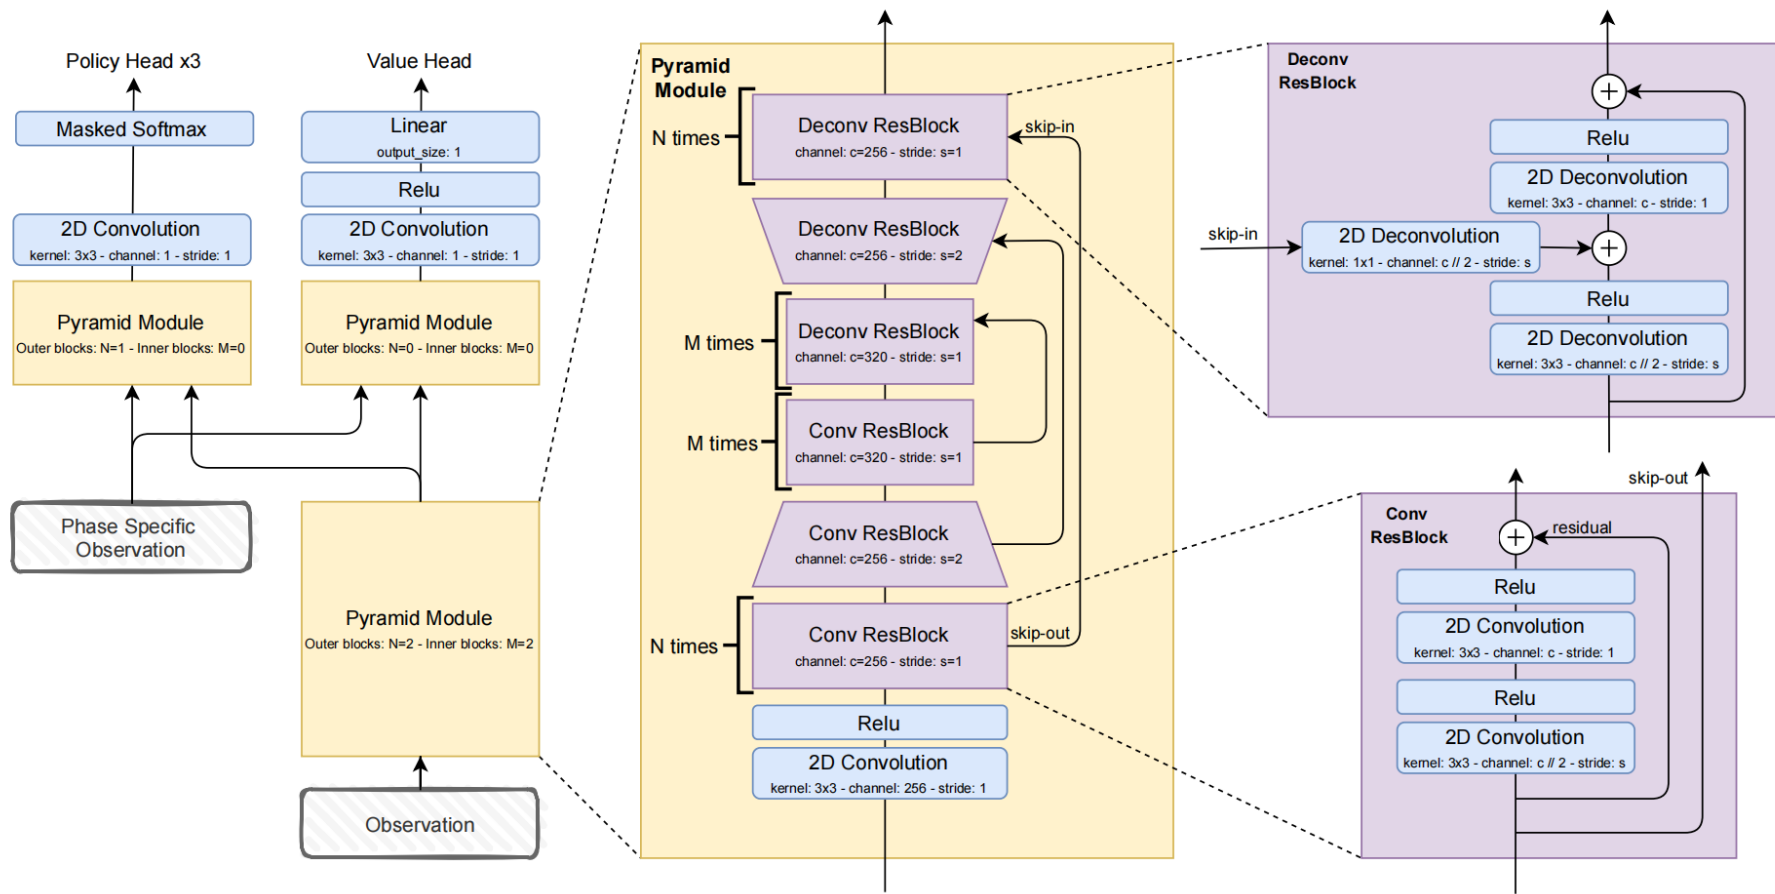 Policy Head x3
Masked Softmax
2D Convolution
kernel: 3x3 - channel: 1 - stride: 1
Pyramid Module
Outer blocks: N=1 - Inner blocks: M=0
Phase Specific
Observation
Value Head
Linear
output_size: 1
Relu
2D Convolution
kernel: 3x3 - channel: 1 - stride: 1
Pyramid Module
Outer blocks: N=0 - Inner blocks: M=0
Pyramid Module
Outer blocks: N=2 - Inner blocks: M=2
Observation
Pyramid
Module
N times
Deconv ResBlock
channel: c=256 - stride: s=1
skip-in
Deconv ResBlock
channel: c=256 - stride: s=2
M times
Deconv ResBlock
channel: c=320 - stride: s=1
M times
Conv ResBlock
channel: c=320 - stride: s=1
Conv ResBlock
channel: c=256 - stride: s=2
N times
Conv ResBlock
channel: c=256 - stride: s=1
skip-out
Relu
2D Convolution
kernel: 3x3 - channel: 256 - stride: 1
Deconv
ResBlock
Relu
2D Deconvolution
kernel: 3x3 - channel: c - stride: 1
skip-in
2D Deconvolution
kernel: 1x1 - channel: c // 2 - stride: s
Relu
2D Deconvolution
kernel: 3x3 - channel: c // 2 - stride: s
skip-out
Conv
ResBlock
residual
Relu
2D Convolution
kernel: 3x3 - channel: c - stride: 1
Relu
2D Convolution
kernel: 3x3 - channel: c // 2 - stride: s